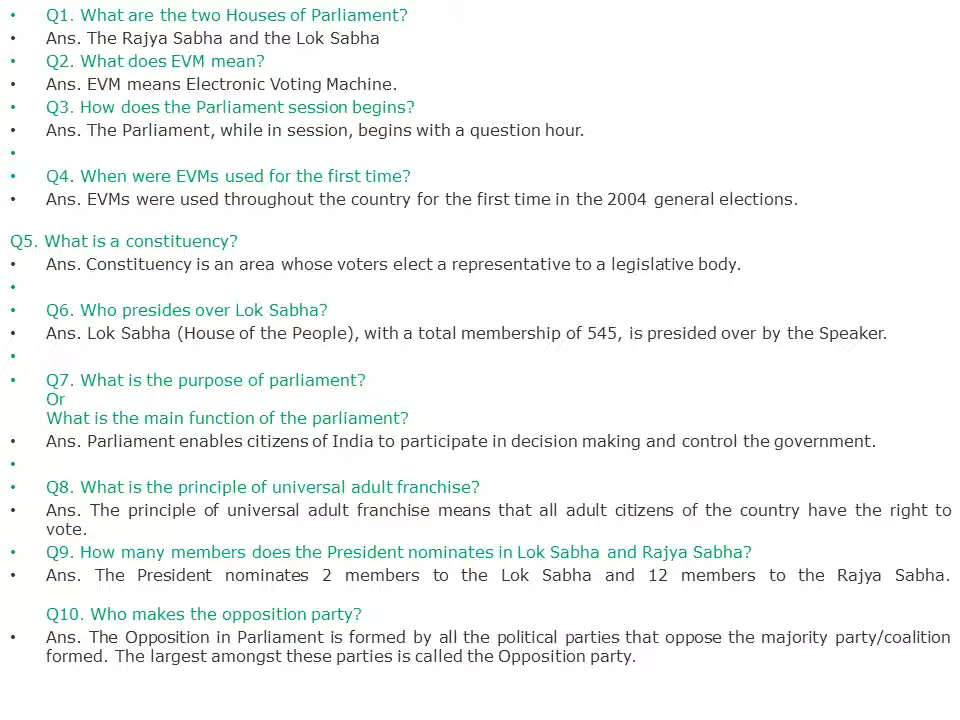 • Q1. What are the two Houses of Parliament?
• Ans. The Rajya Sabha and the Lok Sabha
• Q2. What does EVM mean?
• Ans. EVM means Electronic Voting Machine.
• Q3. How does the Parliament session begins?
• Ans. The Parliament, while in session, begins with a question hour.
•
• Q4. When were EVMs used for the first time?
• Ans. EVMs were used throughout the country for the first time in the 2004 general elections.
Q5. What is a constituency?
• Ans. Constituency is an area whose voters elect a representative to a legislative body.
•
• Q6. Who presides over Lok Sabha?
• Ans. Lok Sabha (House of the People), with a total membership of 545, is presided over by the Speaker.
•
• Q7. What is the purpose of parliament?
Or
What is the main function of the parliament?
• Ans. Parliament enables citizens of India to participate in decision making and control the government.
•
• Q8. What is the principle of universal adult franchise?
• Ans. The principle of universal adult franchise means that all adult citizens of the country have the right to
vote.
• Q9. How many members does the President nominates in Lok Sabha and Rajya Sabha?
• Ans. The President nominates 2 members to the Lok Sabha and 12 members to the Rajya Sabha.
Q10. Who makes the opposition party?
• Ans. The Opposition in Parliament is formed by all the political parties that oppose the majority party/coalition
formed. The largest amongst these parties is called the Opposition party.